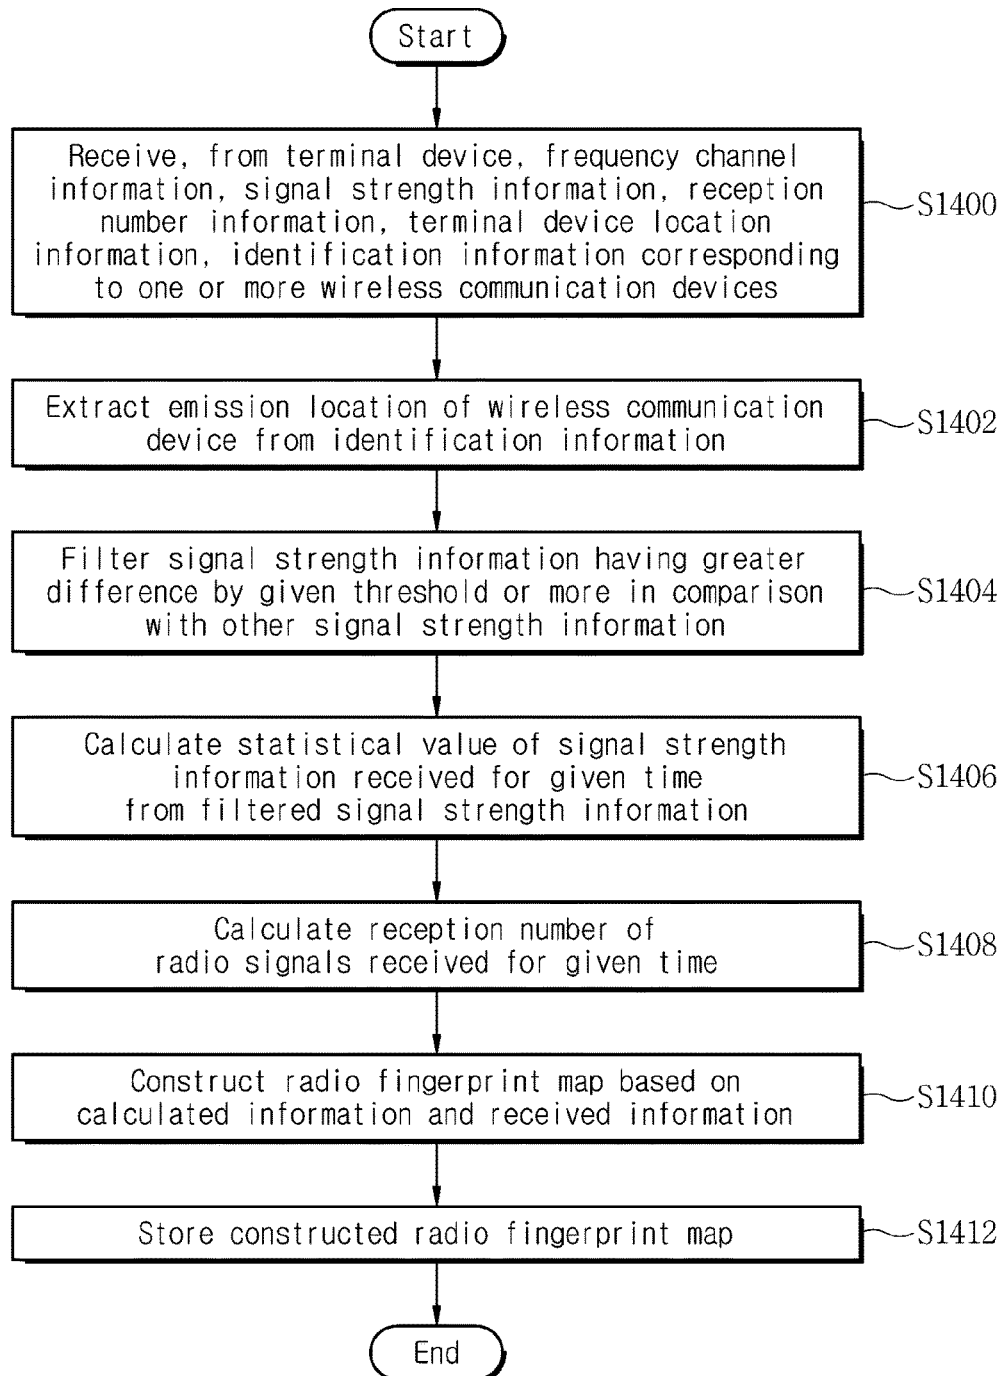 Start
Receive, from terminal device, frequency channel
information, signal strength information, reception
number information, terminal device location
information, identification information corresponding
to one or more wireless communication devices
S1400
Extract emission location of wireless communication
device from identification information
S1402
Filter signal strength information having greater
difference by given threshold or more in comparison
with other signal strength information
S1404
Calculate statistical value of signal strength
information received for given time
from filtered signal strength information
S1406
Calculate reception number of
radio signals received for given time
S1408
Construct radio fingerprint map based on
calculated information and received information
S1410
Store constructed radio fingerprint map
S1412
End